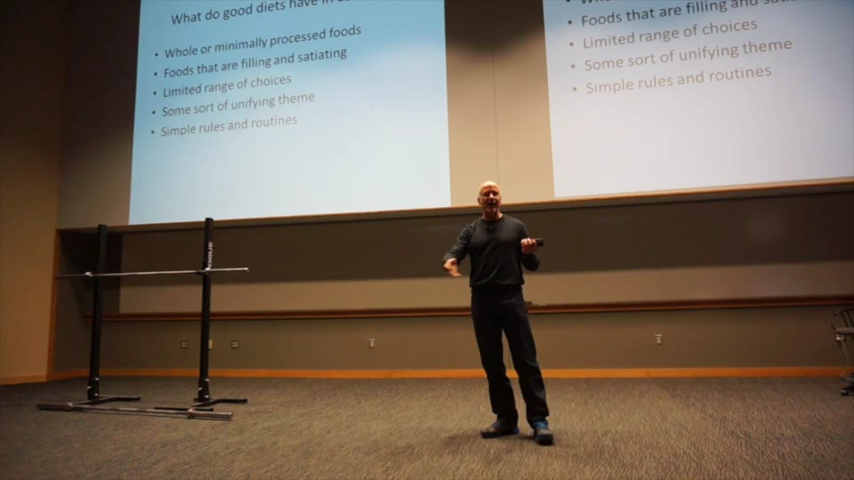 What do good diets have in
• Whole or minimally processed foods
• Foods that are filling and satiating
• Limited range of choices
• Some sort of unifying theme
• Simple rules and routines
• Foods that are filling and satiating
• Limited range of choices
• Some sort of unifying theme
• Simple rules and routines
ROGUE